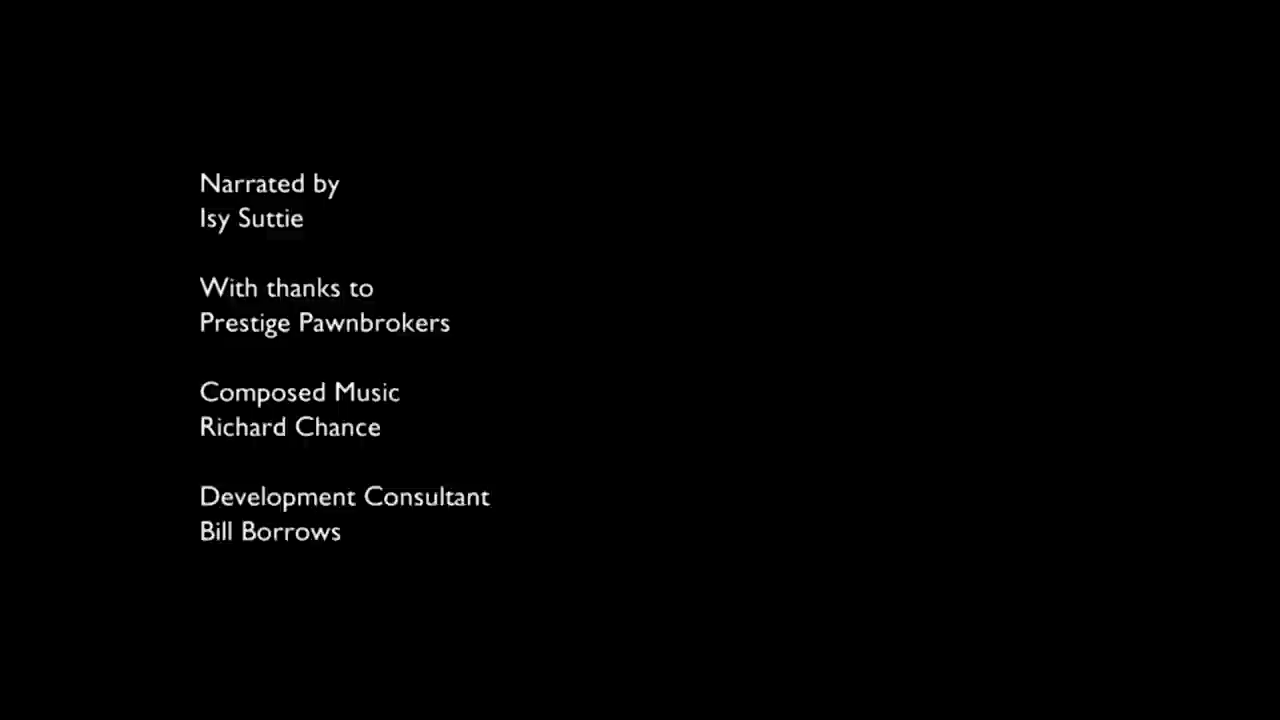 Narrated by
Isy Suttie
With thanks to
Prestige Pawnbrokers
Composed Music
Richard Chance
Development Consultant
Bill Borrows